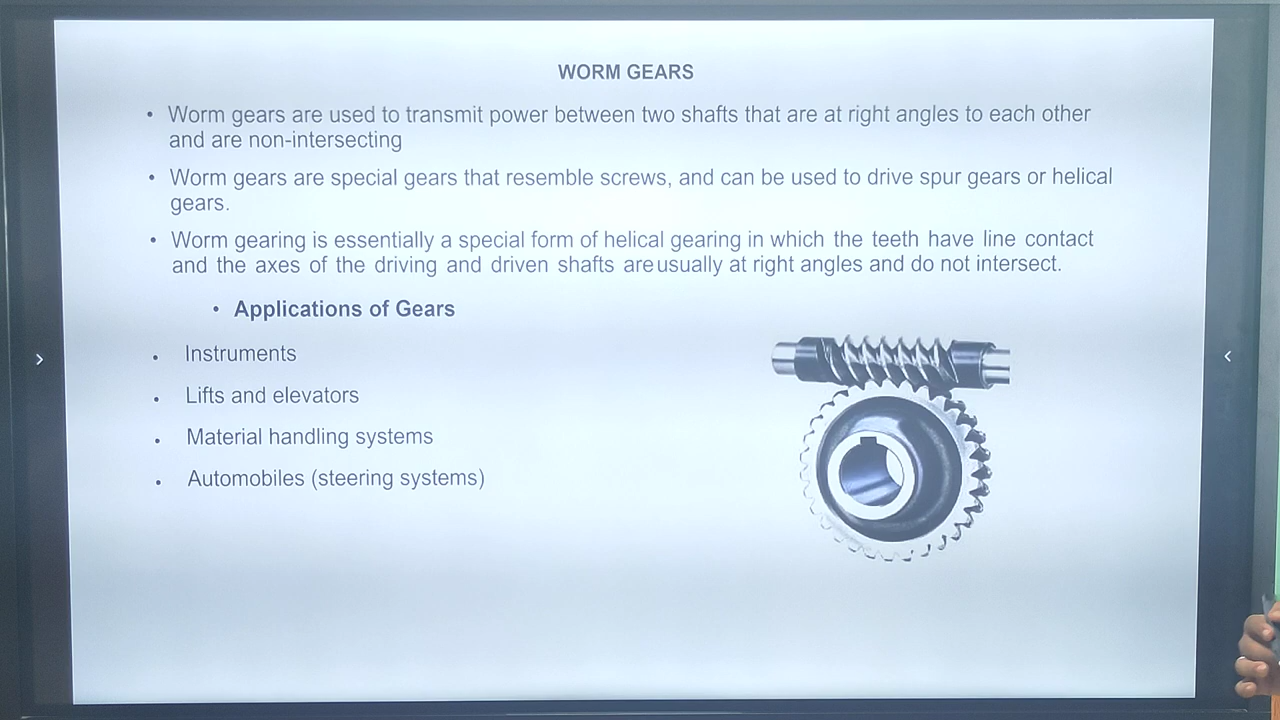 WORM GEARS
• Worm gears are used to transmit power between two shafts that are at right angles to each other
and are non-intersecting
• Worm gears are special gears that resemble screws, and can be used to drive spur gears or helical
gears.
• Worm gearing is essentially a special form of helical gearing in which the teeth have line contact
and the axes of the driving and driven shafts are usually at right angles and do not intersect.
• Applications of Gears
• Instruments
• Lifts and elevators
• Material handling systems
• Automobiles (steering systems)